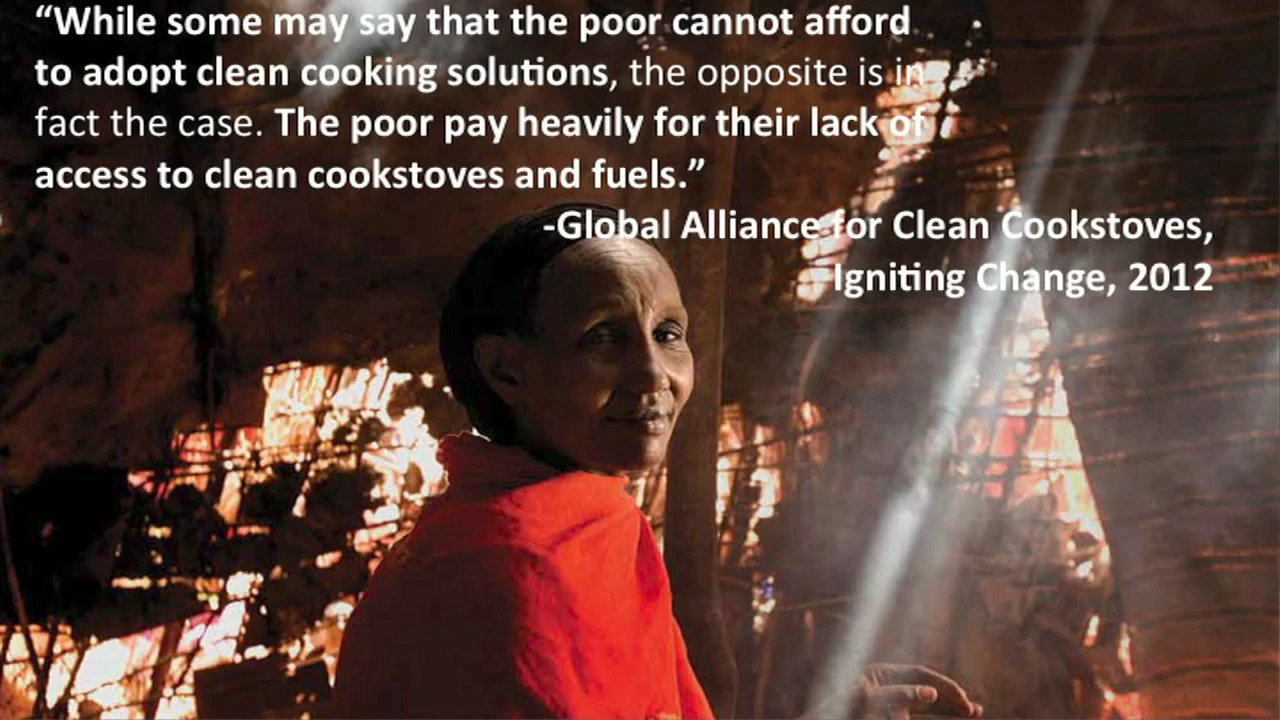 “While some may say that the poor cannot afford
to adopt clean cooking solutions, the opposite is in
fact the case. The poor pay heavily for their lack of
access to clean cookstoves and fuels.”
-Global Alliance for Clean Cookstoves,
Igniting Change, 2012